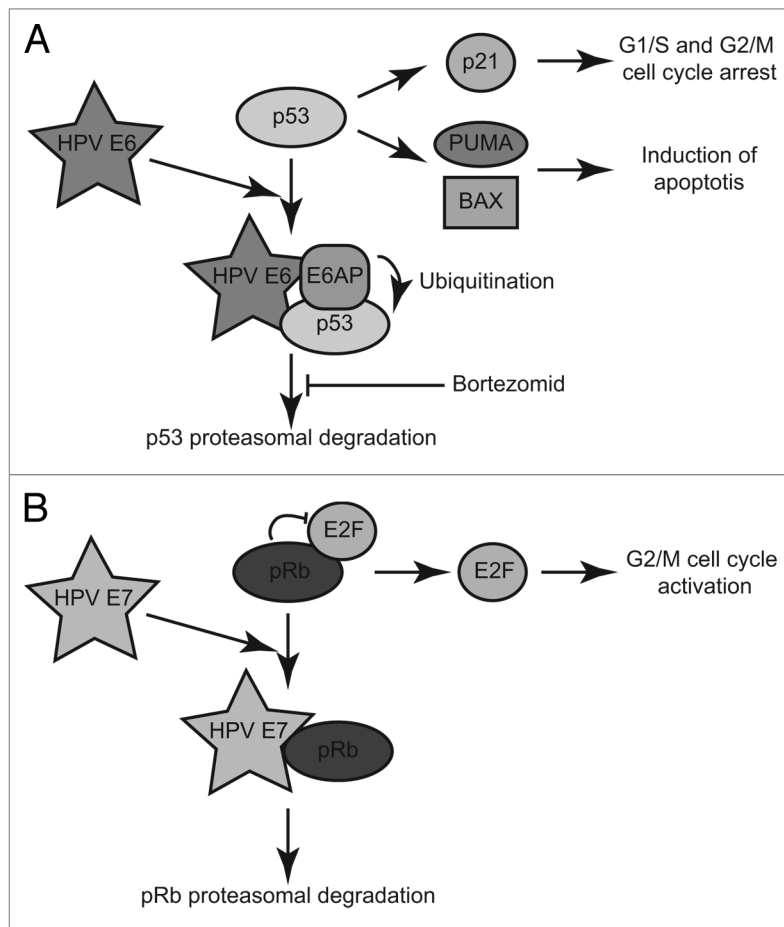 A
p21
G1/S and G2/M
cell cycle arrest
HPV E6
p53
PUMA
BAX
Induction of
apoptotis
HPV E6
E6AP
p53
Ubiquitination
Bortezomid
p53 proteasomal degradation
B
E2F
pRb
E2F
G2/M cell cycle
activation
HPV E7
HPV E7
pRb
pRb proteasomal degradation